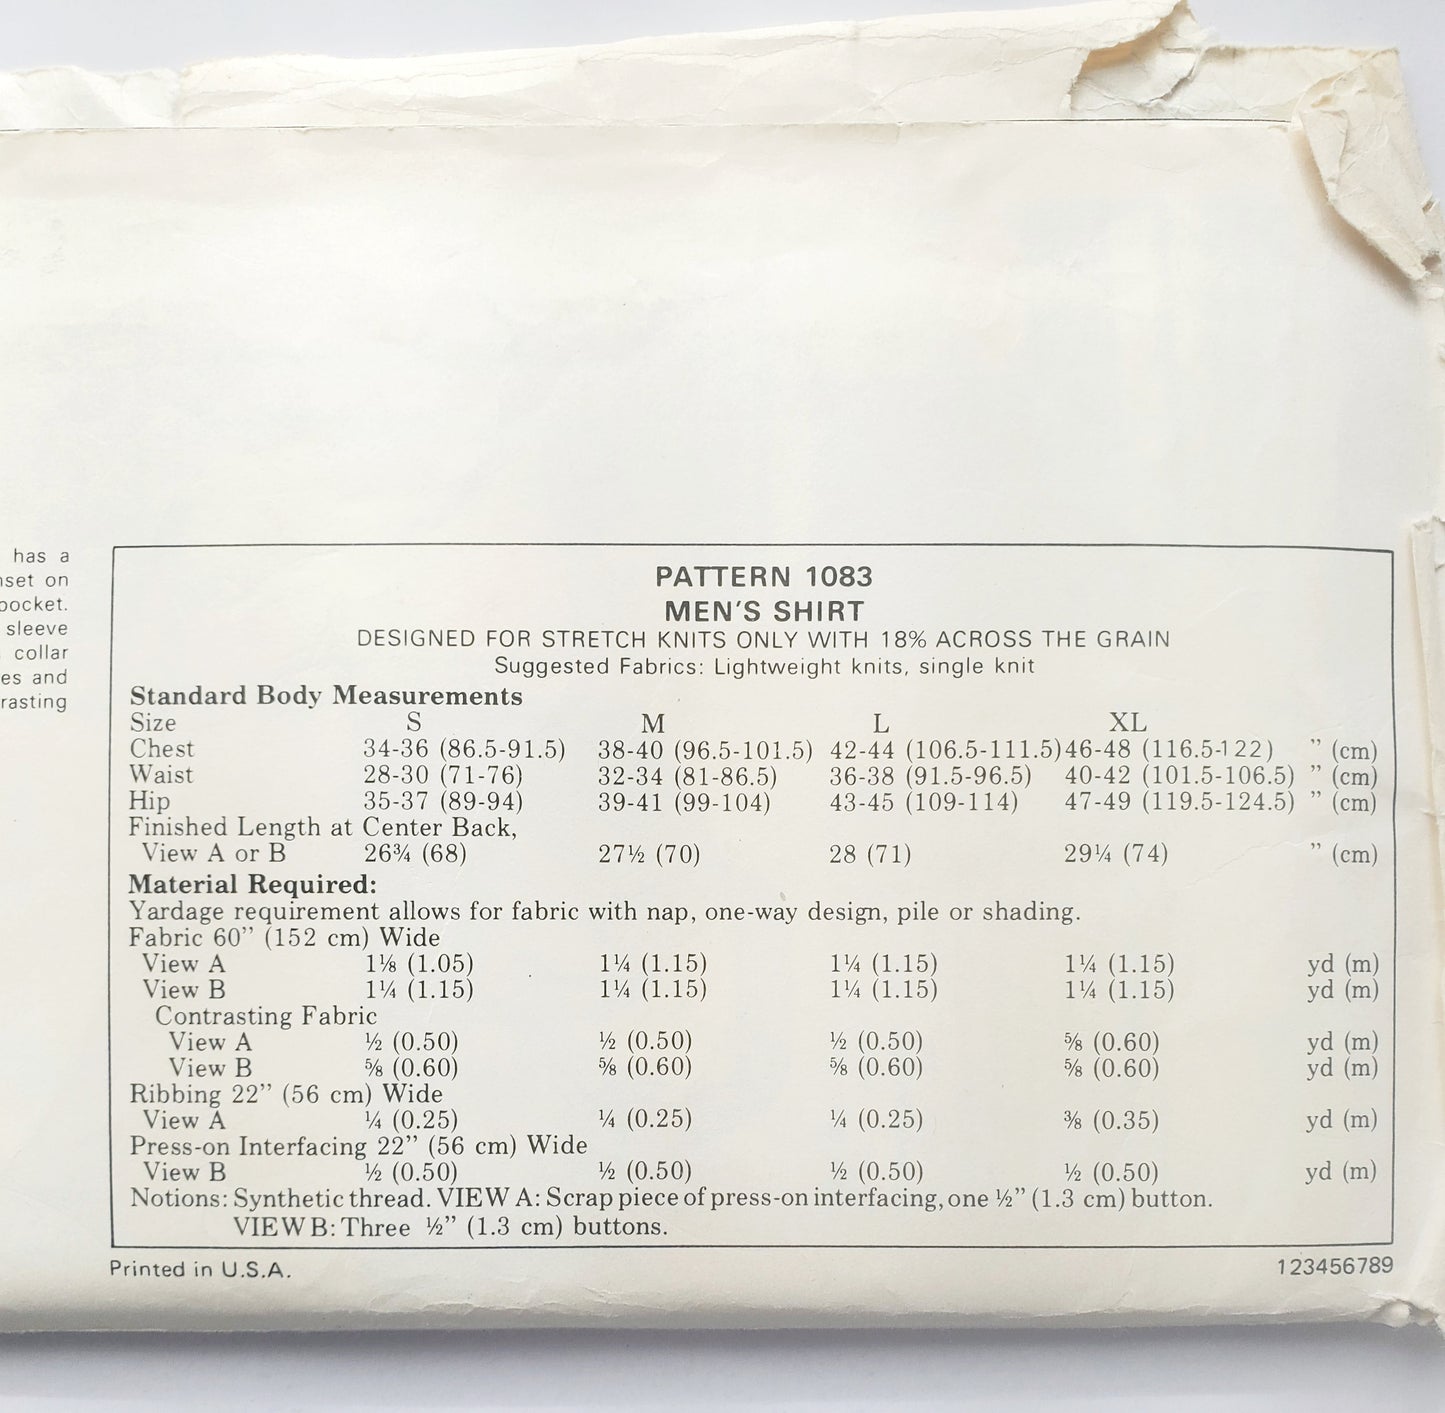 has a
set on
pocket.
sleeve
collar
es and
rasting
PATTERN 1083
MEN'S SHIRT
DESIGNED FOR STRETCH KNITS ONLY WITH 18% ACROSS THE GRAIN
Suggested Fabrics: Lightweight knits, single knit
Standard Body Measurements
Size S M L XL
Chest 34-36 (86.5-91.5) 38-40 (96.5-101.5) 42-44 (106.5-111.5) 46-48 (116.5-122) ” (cm)
Waist 28-30 (71-76) 32-34 (81-86.5) 36-38 (91.5-96.5) 40-42 (101.5-106.5) ” (cm)
Hip 35-37 (89-94) 39-41 (99-104) 43-45 (109-114) 47-49 (119.5-124.5) ” (cm)
Finished Length at Center Back,
View A or B 26¾ (68) 27½ (70) 28 (71) 29¼ (74) ” (cm)
Material Required:
Yardage requirement allows for fabric with nap, one-way design, pile or shading.
Fabric 60” (152 cm) Wide
View A 1⅛ (1.05) 1¼ (1.15) 1¼ (1.15) 1¼ (1.15) yd (m)
View B 1¼ (1.15) 1¼ (1.15) 1¼ (1.15) 1¼ (1.15) yd (m)
Contrasting Fabric
View A ½ (0.50) ½ (0.50) ½ (0.50) ⅝ (0.60) yd (m)
View B ⅝ (0.60) ⅝ (0.60) ⅝ (0.60) ⅝ (0.60) yd (m)
Ribbing 22” (56 cm) Wide
View A ¼ (0.25) ¼ (0.25) ¼ (0.25) ⅜ (0.35) yd (m)
Press-on Interfacing 22” (56 cm) Wide
View B ½ (0.50) ½ (0.50) ½ (0.50) ½ (0.50) yd (m)
Notions: Synthetic thread. VIEW A: Scrap piece of press-on interfacing, one ½” (1.3 cm) button.
VIEW B: Three ½” (1.3 cm) buttons.
Printed in U.S.A. 123456789